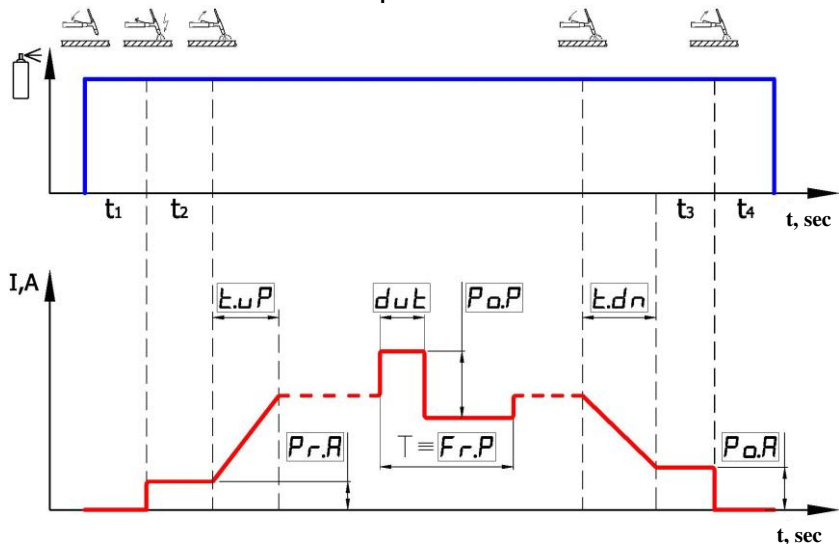 t1 t2 t3 t4
t, sec
I,A
t.uP dut Po.P t.dn
Pr.A T≡ Fr.P Po.A
t, sec